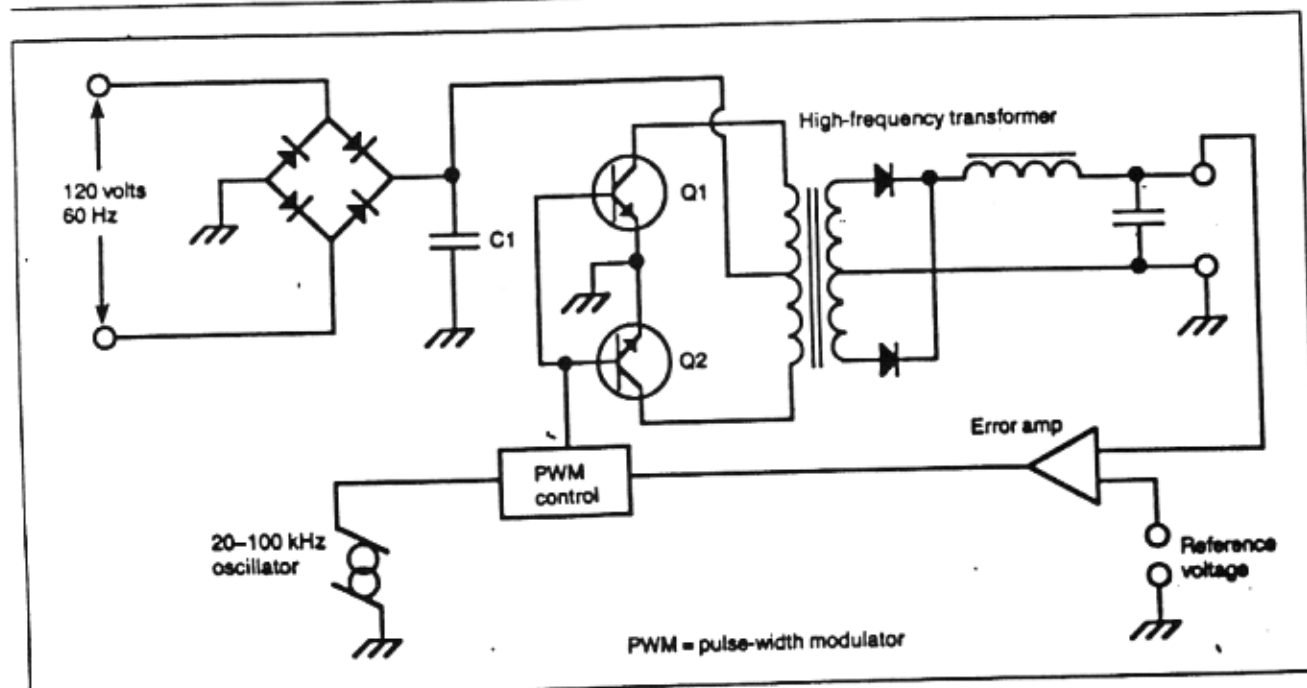 High-frequency transformer
120 volts
60 Hz
Q1
C1
Q2
Error amp
PWM
control
20–100 kHz
oscillator
Reference
voltage
PWM = pulse-width modulator